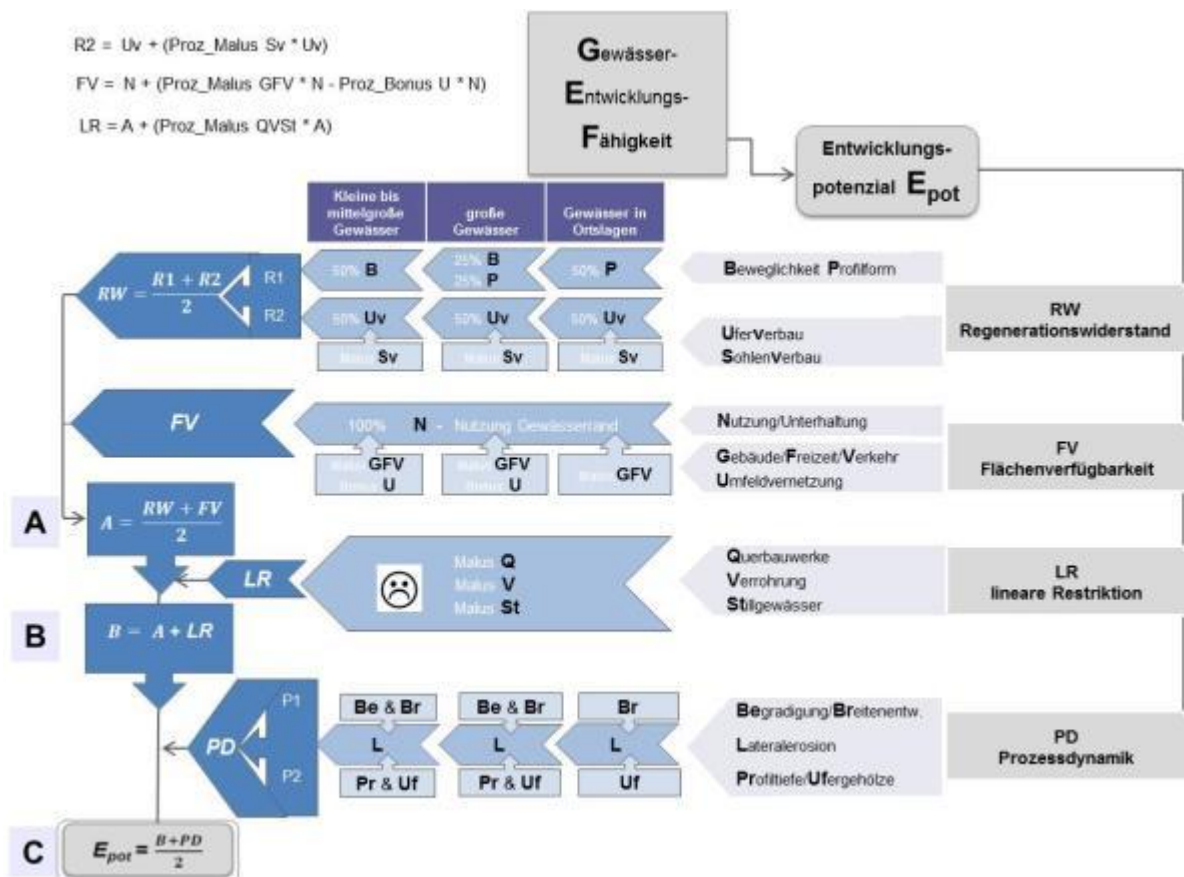 R2 = Uv + (Proz_Malus Sv * Uv)
FV = N + (Proz_Malus GFV * N - Proz_Bonus U * N)
LR = A + (Proz_Malus QVSt * A)
Gewässer-
Entwicklungs-
Fähigkeit
Entwicklungs-
potenzial Epot
Kleine bis
mittelgroße
Gewässer
große
Gewässer
Gewässer in
Ortslagen
RW = R1 + R2 / 2
R1
R2
50% B
25% B
25% P
50% P
Beweglichkeit Profilform
50% Uv
50% Uv
50% Uv
Malus Sv
Malus Sv
Malus Sv
Uferverbau
Sohlenverbau
RW
Regenerationswiderstand
FV
100% N - Nutzung Gewässerrand
Malus GFV
Bonus U
Malus GFV
Bonus U
Malus GFV
Nutzung/Unterhaltung
Gebäude/Freizeit/Verkehr
Umfeldvernetzung
FV
Flächenverfügbarkeit
A
A = RW + FV / 2
LR
Malus Q
Malus V
Malus St
Querbauwerke
Verrohrung
Stillgewässer
LR
lineare Restriktion
B
B = A + LR
PD
P1
P2
Be & Br
Be & Br
Br
L
L
L
Pr & Uf
Pr & Uf
Uf
Begradigung/Breitenentw.
Lateralerosion
Profiltiefe/Ufergehölze
PD
Prozessdynamik
C
Epot = B+PD / 2